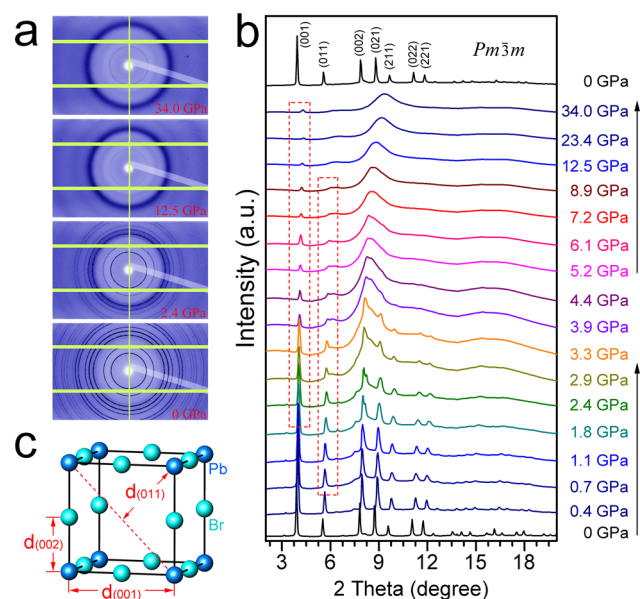 a
34.0 GPa
12.5 GPa
2.4 GPa
0 GPa
b
(001)
(011)
(002)
(021)
(211)
(022)
(221)
Pm3̄m
0 GPa
34.0 GPa
23.4 GPa
12.5 GPa
8.9 GPa
7.2 GPa
6.1 GPa
5.2 GPa
4.4 GPa
3.9 GPa
3.3 GPa
2.9 GPa
2.4 GPa
1.8 GPa
1.1 GPa
0.7 GPa
0.4 GPa
0 GPa
Intensity (a.u.)
3 6 9 12 15 18
2 Theta (degree)
c
Pb
Br
d(011)
d(002)
d(001)